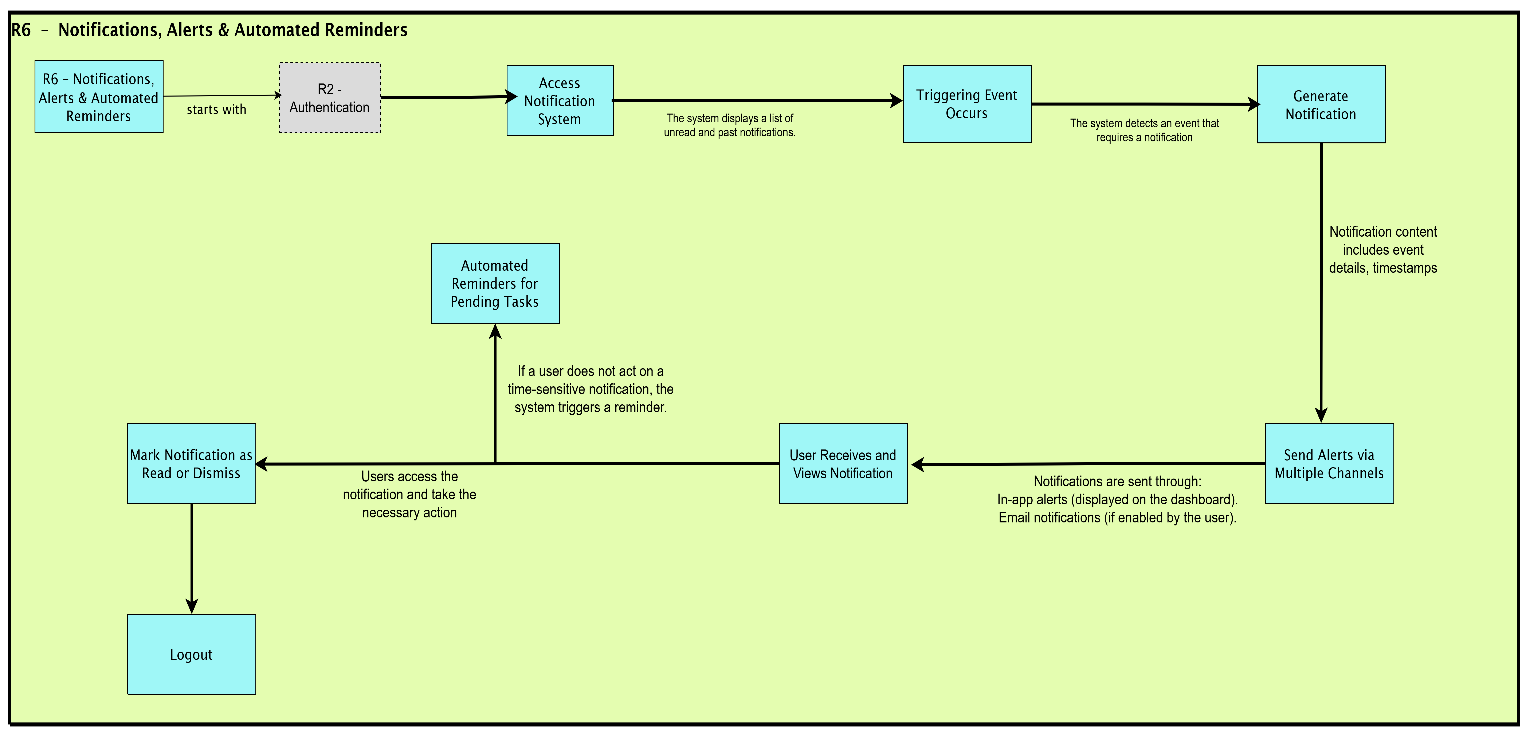 R6 - Notifications, Alerts & Automated Reminders
R6 - Notifications,
Alerts & Automated
Reminders
starts with
R2 -
Authentication
Access
Notification
System
The system displays a list of
unread and past notifications.
Triggering Event
Occurs
The system detects an event that
requires a notification
Generate
Notification
Notification content
includes event
details, timestamps
Automated
Reminders for
Pending Tasks
If a user does not act on a
time-sensitive notification, the
system triggers a reminder.
Mark Notification as
Read or Dismiss
Users access the
notification and take the
necessary action
User Receives and
Views Notification
Notifications are sent through:
In-app alerts (displayed on the dashboard).
Email notifications (if enabled by the user).
Send Alerts via
Multiple Channels
Logout